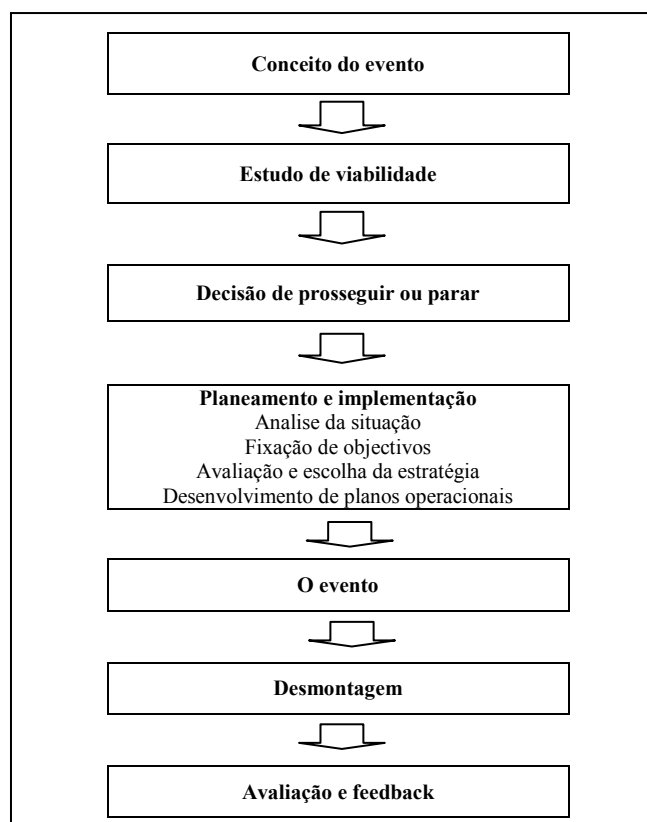 Conceito do evento
Estudo de viabilidade
Decisão de prosseguir ou parar
Planeamento e implementação
Analise da situação
Fixação de objectivos
Avaliação e escolha da estratégia
Desenvolvimento de planos operacionais
O evento
Desmontagem
Avaliação e feedback